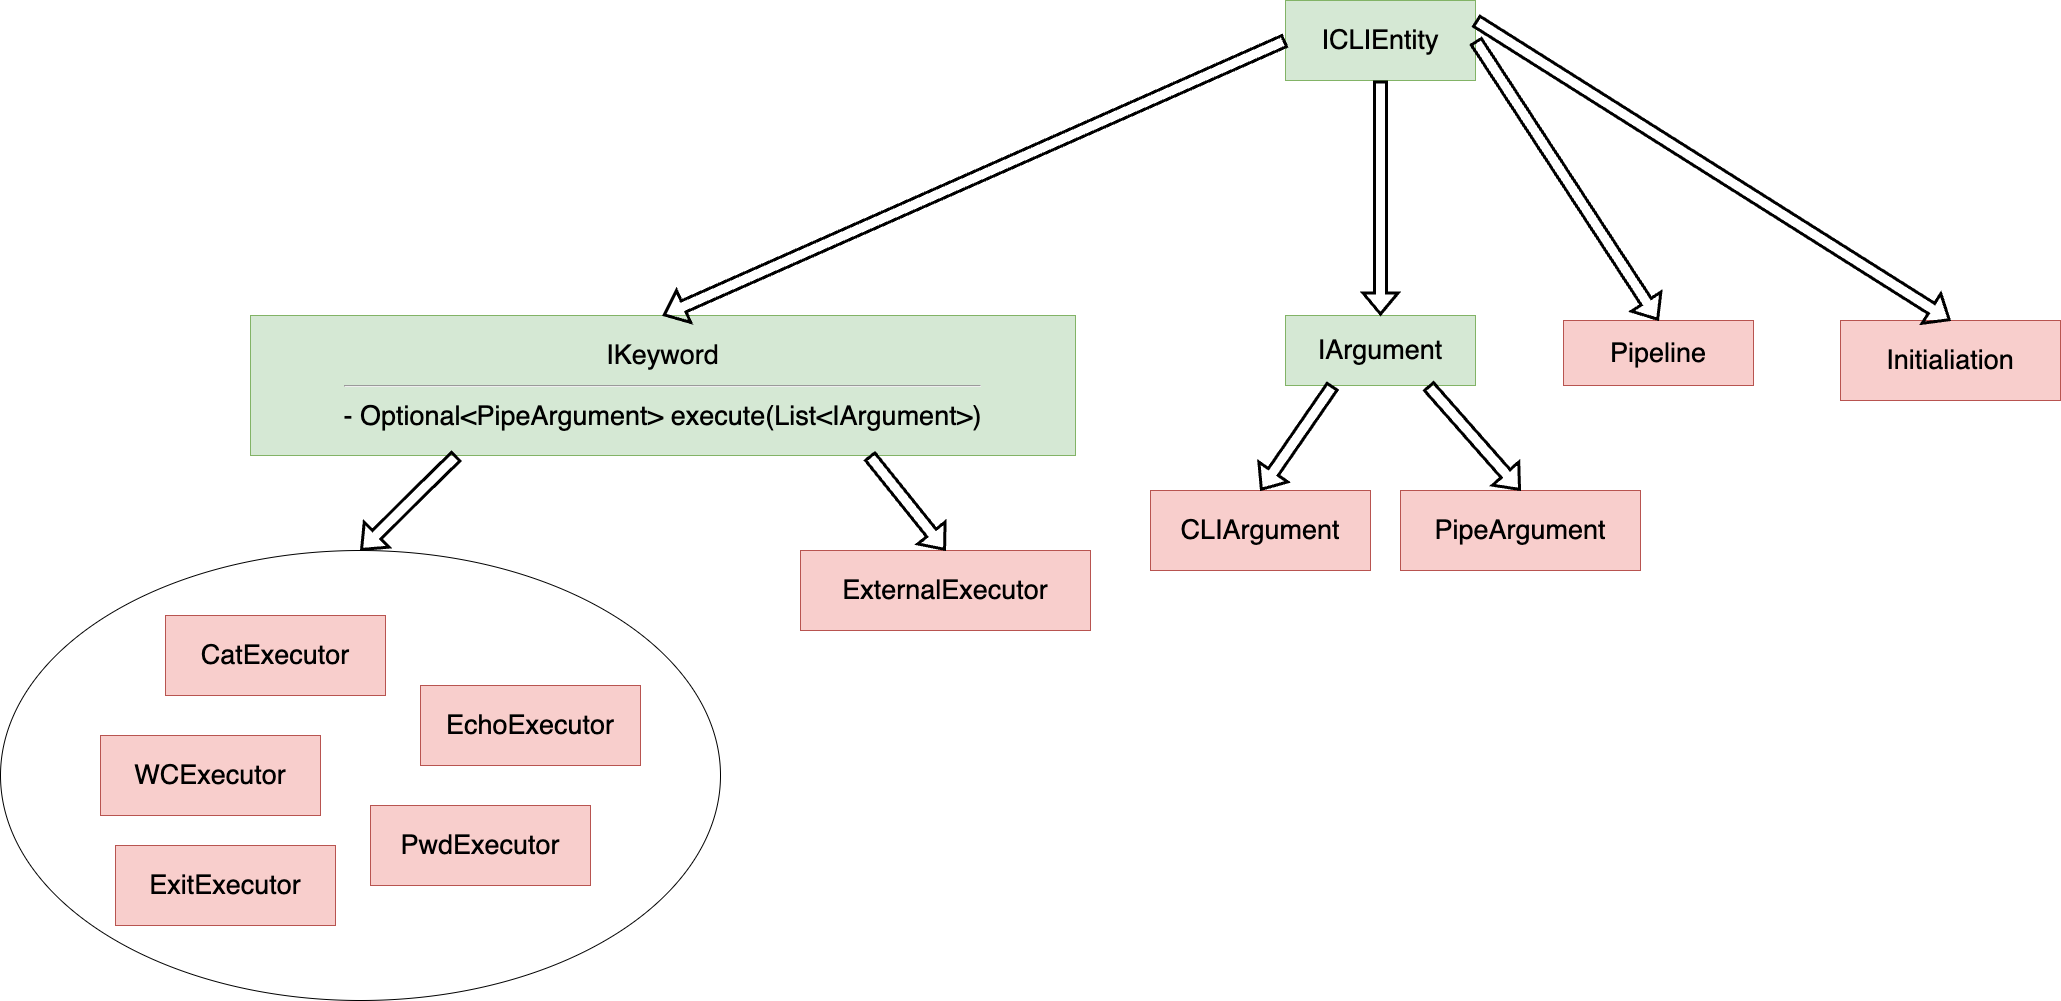 ICLIEntity
IKeyword
- Optional<PipeArgument> execute(List<IArgument>)
IArgument
Pipeline
Initialiation
CLIArgument
PipeArgument
ExternalExecutor
CatExecutor
EchoExecutor
WCExecutor
PwdExecutor
ExitExecutor